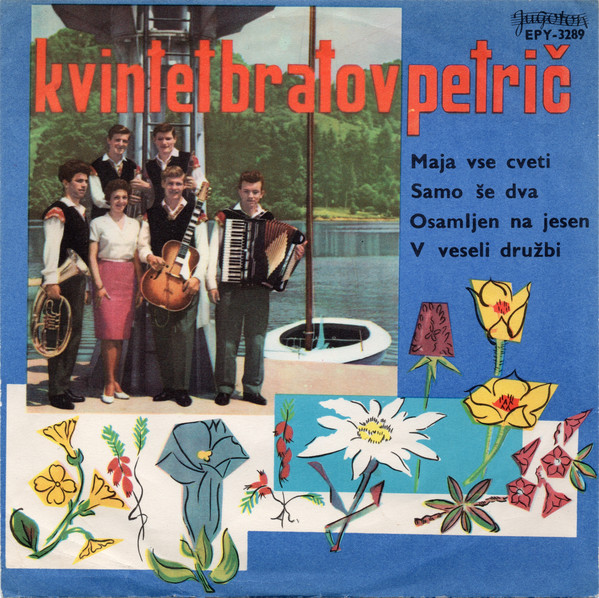 Jugoton
EPY-3289
kvintet bratov petrič
Maja vse cveti
Samo še dva
Osamljen na jesen
V veseli družbi